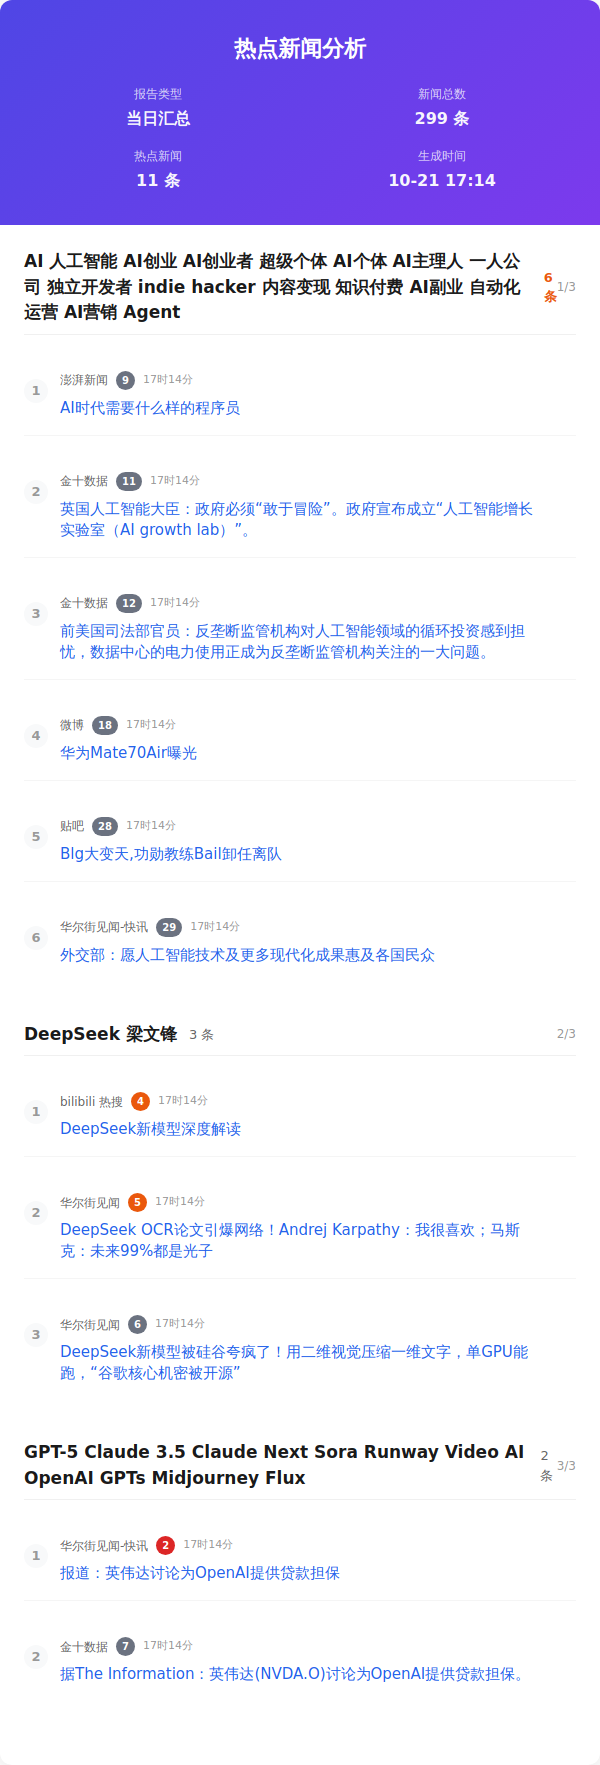 热点新闻分析
报告类型
当日汇总
新闻总数
299 条
热点新闻
11 条
生成时间
10-21 17:14
AI 人工智能 AI创业 AI创业者 超级个体 AI个体 AI主理人 一人公
司 独立开发者 indie hacker 内容变现 知识付费 AI副业 自动化
运营 AI营销 Agent
6
条
1/3
1
澎湃新闻 9 17时14分
AI时代需要什么样的程序员
2
金十数据 11 17时14分
英国人工智能大臣：政府必须“敢于冒险”。政府宣布成立“人工智能增长
实验室（AI growth lab）”。
3
金十数据 12 17时14分
前美国司法部官员：反垄断监管机构对人工智能领域的循环投资感到担
忧，数据中心的电力使用正成为反垄断监管机构关注的一大问题。
4
微博 18 17时14分
华为Mate70Air曝光
5
贴吧 28 17时14分
Blg大变天,功勋教练Bail卸任离队
6
华尔街见闻-快讯 29 17时14分
外交部：愿人工智能技术及更多现代化成果惠及各国民众
DeepSeek 梁文锋 3 条 2/3
1
bilibili 热搜 4 17时14分
DeepSeek新模型深度解读
2
华尔街见闻 5 17时14分
DeepSeek OCR论文引爆网络！Andrej Karpathy：我很喜欢；马斯
克：未来99%都是光子
3
华尔街见闻 6 17时14分
DeepSeek新模型被硅谷夸疯了！用二维视觉压缩一维文字，单GPU能
跑，“谷歌核心机密被开源”
GPT-5 Claude 3.5 Claude Next Sora Runway Video AI
OpenAI GPTs Midjourney Flux
2
条
3/3
1
华尔街见闻-快讯 2 17时14分
报道：英伟达讨论为OpenAI提供贷款担保
2
金十数据 7 17时14分
据The Information：英伟达(NVDA.O)讨论为OpenAI提供贷款担保。